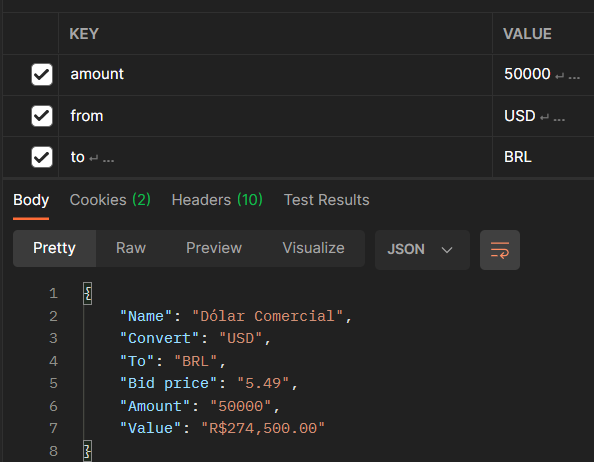 KEY VALUE
amount 50000 ↵ ...
from USD ↵ ...
to ↵ ... BRL
Body Cookies (2) Headers (10) Test Results
Pretty Raw Preview Visualize JSON
1 {
2 "Name": "Dólar Comercial",
3 "Convert": "USD",
4 "To": "BRL",
5 "Bid price": "5.49",
6 "Amount": "50000",
7 "Value": "R$274,500.00"
8 }